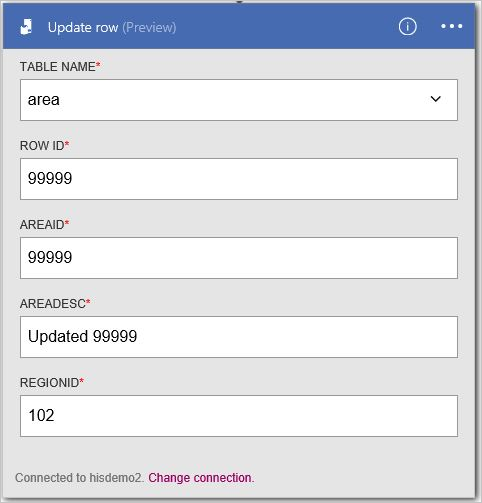 Update row (Preview)
TABLE NAME*
area
ROW ID*
99999
AREAID*
99999
AREADESC*
Updated 99999
REGIONID*
102
Connected to hisdemo2. Change connection.